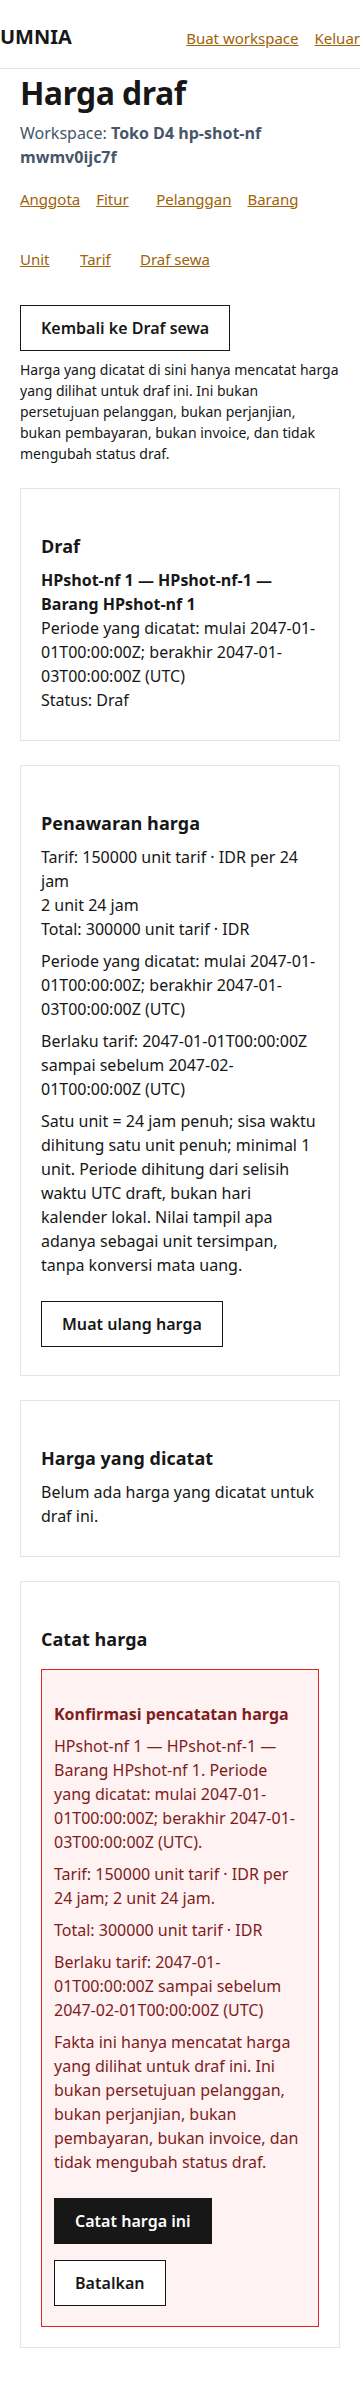 UMNIA
Buat workspace Keluar
Harga draf
Workspace: Toko D4 hp-shot-nf
mwmv0ijc7f
Anggota Fitur Pelanggan Barang
Unit Tarif Draf sewa
Kembali ke Draf sewa
Harga yang dicatat di sini hanya mencatat harga
yang dilihat untuk draf ini. Ini bukan
persetujuan pelanggan, bukan perjanjian,
bukan pembayaran, bukan invoice, dan tidak
mengubah status draf.
Draf
HPshot-nf 1 — HPshot-nf-1 —
Barang HPshot-nf 1
Periode yang dicatat: mulai 2047-01-
01T00:00:00Z; berakhir 2047-01-
03T00:00:00Z (UTC)
Status: Draf
Penawaran harga
Tarif: 150000 unit tarif · IDR per 24
jam
2 unit 24 jam
Total: 300000 unit tarif · IDR
Periode yang dicatat: mulai 2047-01-
01T00:00:00Z; berakhir 2047-01-
03T00:00:00Z (UTC)
Berlaku tarif: 2047-01-01T00:00:00Z
sampai sebelum 2047-02-
01T00:00:00Z (UTC)
Satu unit = 24 jam penuh; sisa waktu
dihitung satu unit penuh; minimal 1
unit. Periode dihitung dari selisih
waktu UTC draft, bukan hari
kalender lokal. Nilai tampil apa
adanya sebagai unit tersimpan,
tanpa konversi mata uang.
Muat ulang harga
Harga yang dicatat
Belum ada harga yang dicatat untuk
draf ini.
Catat harga
Konfirmasi pencatatan harga
HPshot-nf 1 — HPshot-nf-1 —
Barang HPshot-nf 1. Periode
yang dicatat: mulai 2047-01-
01T00:00:00Z; berakhir 2047-01-
03T00:00:00Z (UTC).
Tarif: 150000 unit tarif · IDR per
24 jam; 2 unit 24 jam.
Total: 300000 unit tarif · IDR
Berlaku tarif: 2047-01-
01T00:00:00Z sampai sebelum
2047-02-01T00:00:00Z (UTC)
Fakta ini hanya mencatat harga
yang dilihat untuk draf ini. Ini
bukan persetujuan pelanggan,
bukan perjanjian, bukan
pembayaran, bukan invoice, dan
tidak mengubah status draf.
Catat harga ini
Batalkan